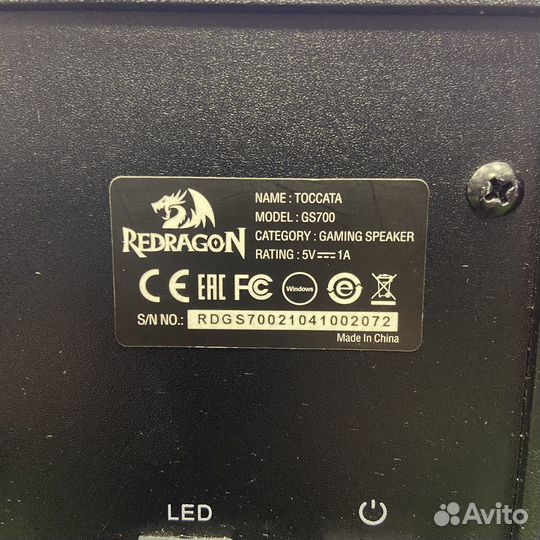 REDRAGON
NAME : TOCCATA
MODEL : GS700
CATEGORY : GAMING SPEAKER
RATING : 5V⎓1A
CE EAC FC Windows e
S/N NO.: RDGS70021041002072
Made In China
LED
Avito